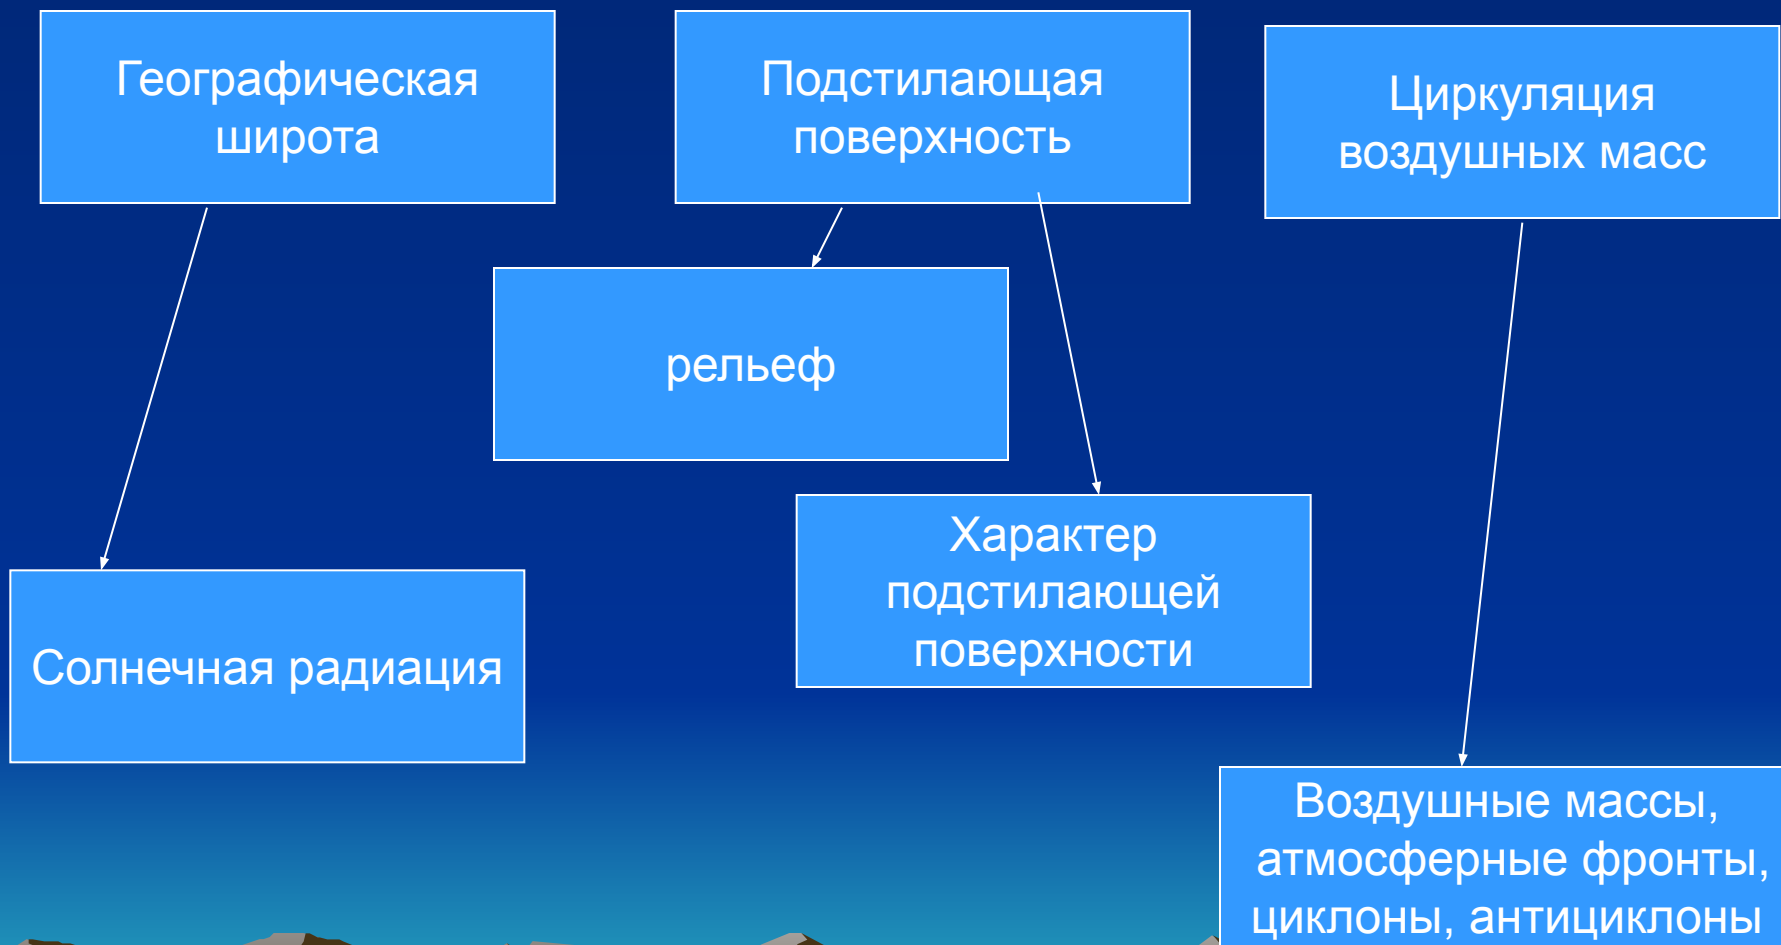 Географическая
широта
Подстилающая
поверхность
Циркуляция
воздушных масс
рельеф
Характер
подстилающей
поверхности
Солнечная радиация
Воздушные массы,
атмосферные фронты,
циклоны, антициклоны